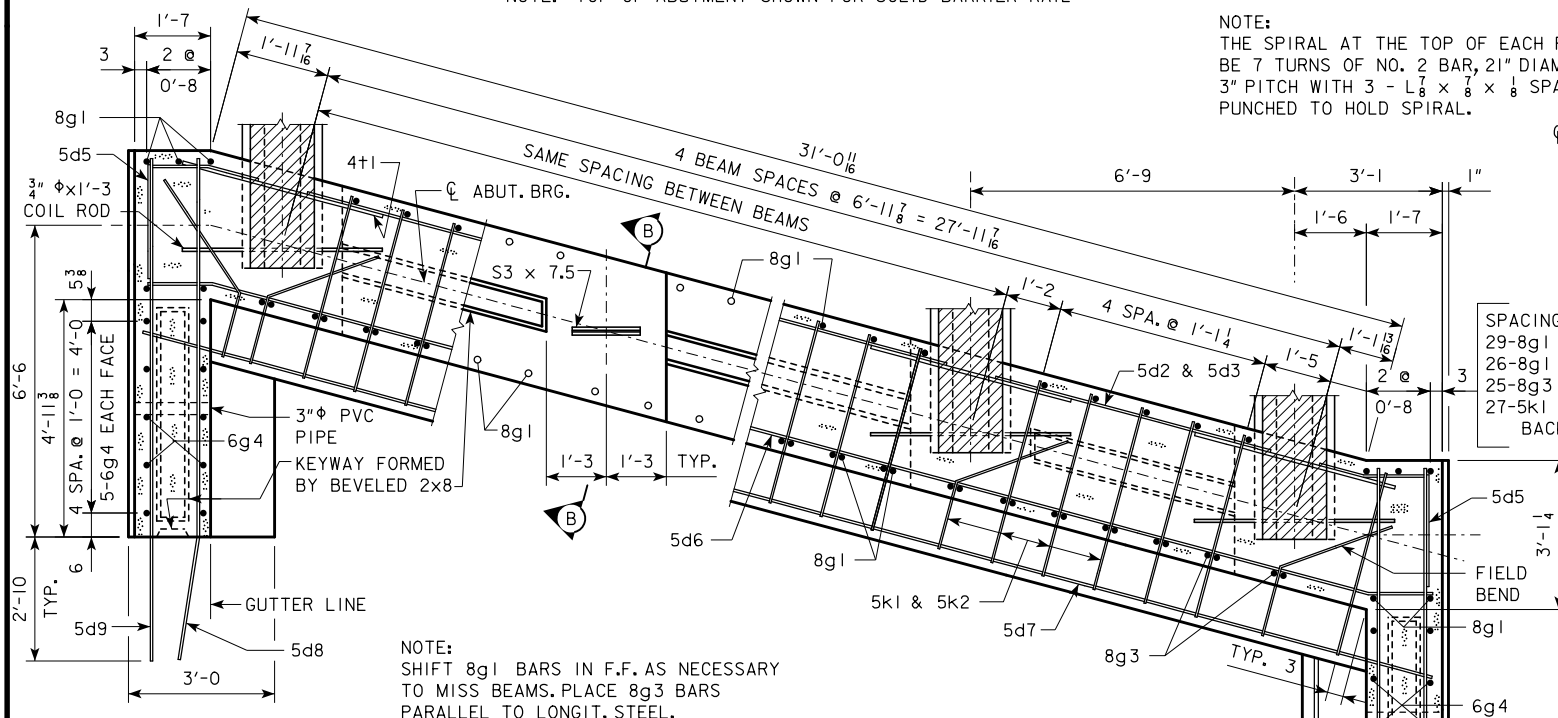 NOTE:
THE SPIRAL AT THE TOP OF EACH
BE 7 TURNS OF NO. 2 BAR, 21" DIAM
3" PITCH WITH 3 - L 7/8 x 7/8 x 1/8 SPA
PUNCHED TO HOLD SPIRAL.
1'-7
3
2 @
0'-8
1'-11 7/16
8g1
5d5
3/4" Φx1'-3
COIL ROD
4t1
℄ ABUT. BRG.
31'-0 11/16
4 BEAM SPACES @ 6'-11 7/8 = 27'-11 7/16
SAME SPACING BETWEEN BEAMS
B
S3 x 7.5
8g1
6'-9
3'-1
1"
1'-6
1'-7
1'-2
4 SPA. @ 1'-1 1/4
1'-5
1'-1 13/16
2 @
0'-8
3
SPACING
29-8g1
26-8g1
25-8g3
27-5k1
BACK
5d2 & 5d3
5d5
3'-1 1/4
FIELD
BEND
8g1
6g4
6'-6
4'-11 3/8
5 3/8
4 SPA. @ 1'-0 = 4'-0
5-6g4 EACH FACE
6
2'-10
TYP.
3"Φ PVC
PIPE
6g4
KEYWAY FORMED
BY BEVELED 2x8
8g1
1'-3
1'-3
TYP.
B
5d6
8g1
5k1 & 5k2
5d7
8g3
TYP.
3
GUTTER LINE
5d9
5d8
3'-0
NOTE:
SHIFT 8g1 BARS IN F.F. AS NECESSARY
TO MISS BEAMS. PLACE 8g3 BARS
PARALLEL TO LONGIT. STEEL.